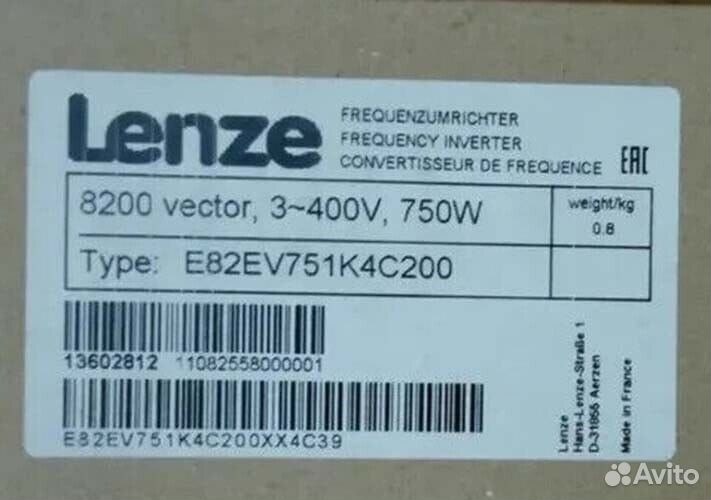 Lenze
FREQUENZUMRICHTER
FREQUENCY INVERTER
CONVERTISSEUR DE FREQUENCE
EAC
8200 vector, 3~400V, 750W
weight/kg
0.8
Type: E82EV751K4C200
13602812 11082558000001
E82EV751K4C200XX4C39
Lenze
Hans-Lenze-Straße 1
D-31855 Aerzen
Made in France
Avito